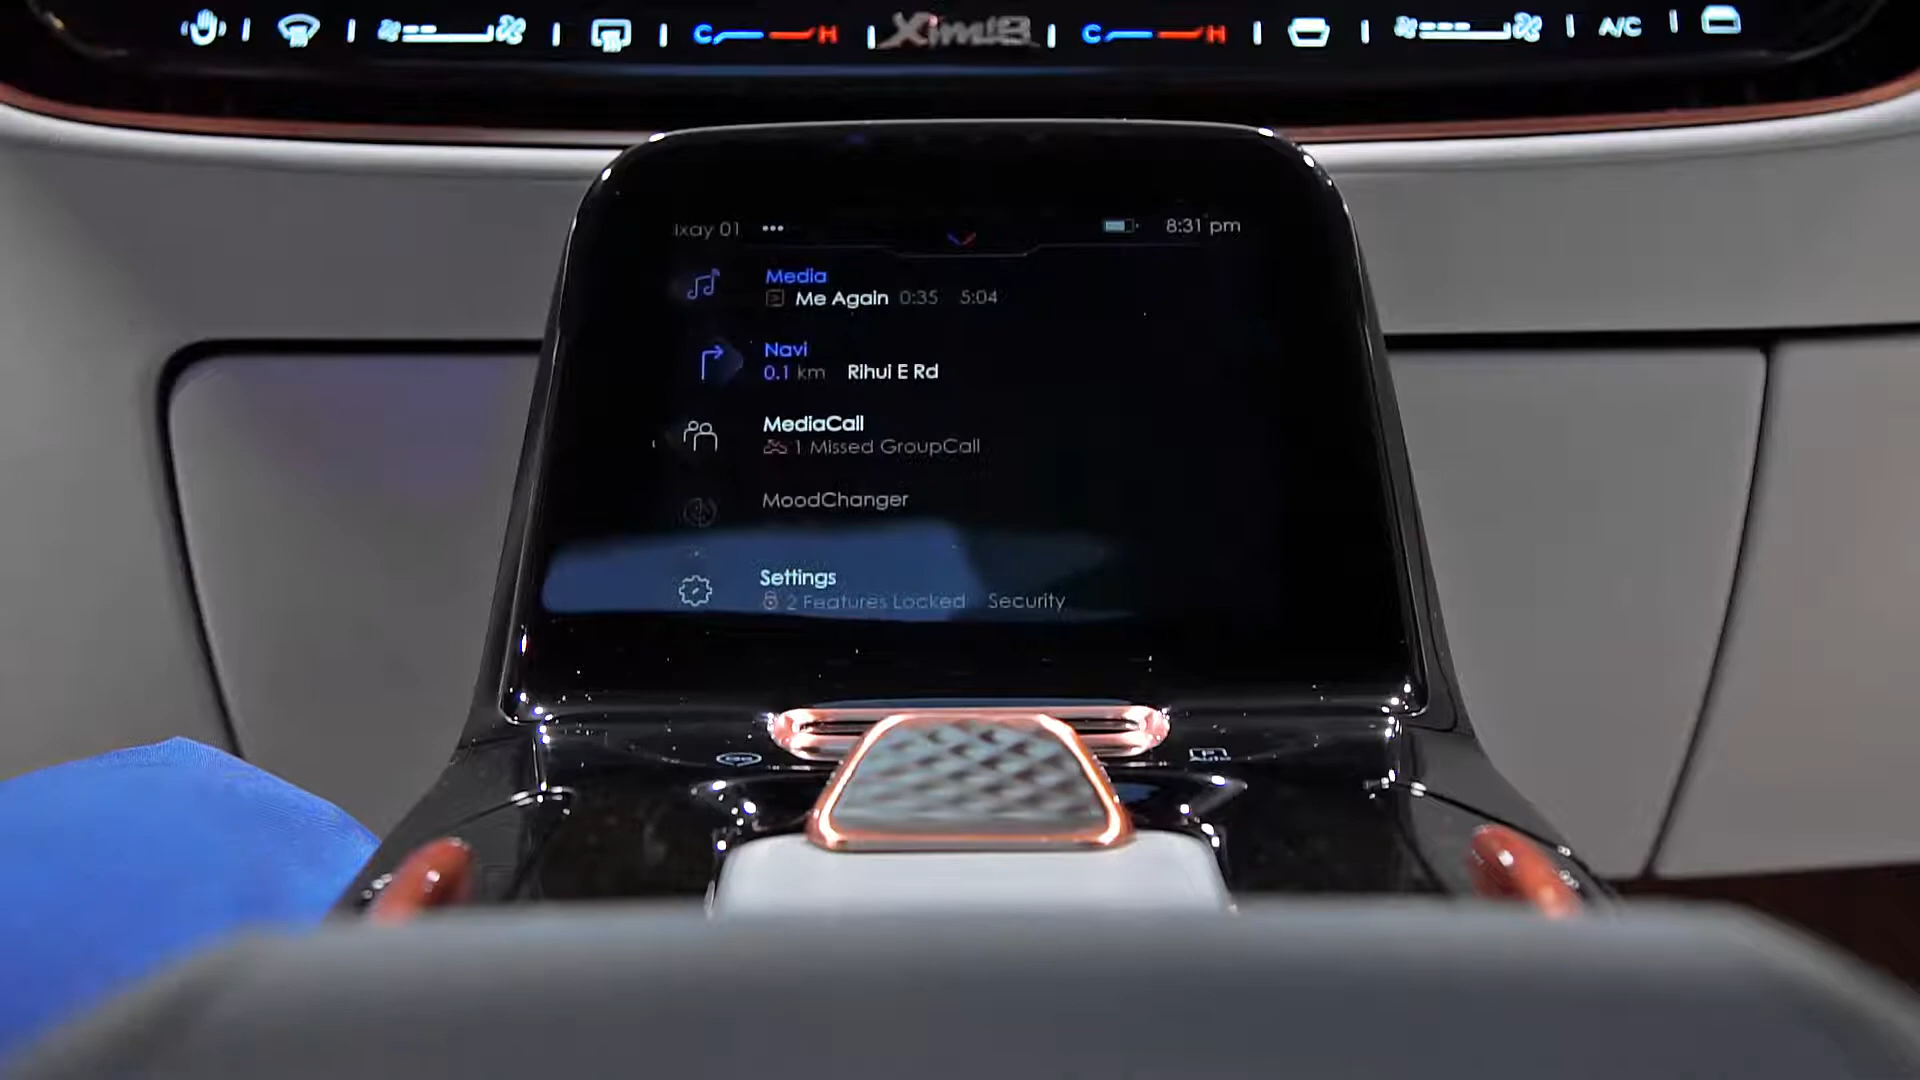 C H C H A/C
Ixay 01 8:31 pm
Media
Me Again 0:35 5:04
Navi
0.1 km Rihui E Rd
MediaCall
1 Missed GroupCall
MoodChanger
Settings
2 Features Locked Security
P
AUTO